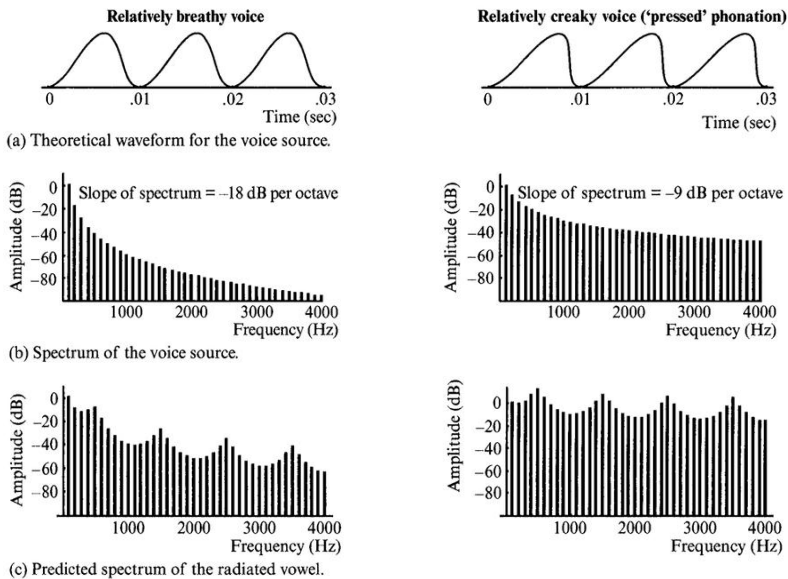 Relatively breathy voice
Relatively creaky voice (‘pressed’ phonation)
0 .01 .02 .03
Time (sec)
0 .01 .02 .03
Time (sec)
(a) Theoretical waveform for the voice source.
Slope of spectrum = –18 dB per octave
Amplitude (dB)
0
–20
–40
–60
–80
1000 2000 3000 4000
Frequency (Hz)
Slope of spectrum = –9 dB per octave
Amplitude (dB)
0
–20
–40
–60
–80
1000 2000 3000 4000
Frequency (Hz)
(b) Spectrum of the voice source.
Amplitude (dB)
0
–20
–40
–60
–80
1000 2000 3000 4000
Frequency (Hz)
Amplitude (dB)
0
–20
–40
–60
–80
1000 2000 3000 4000
Frequency (Hz)
(c) Predicted spectrum of the radiated vowel.